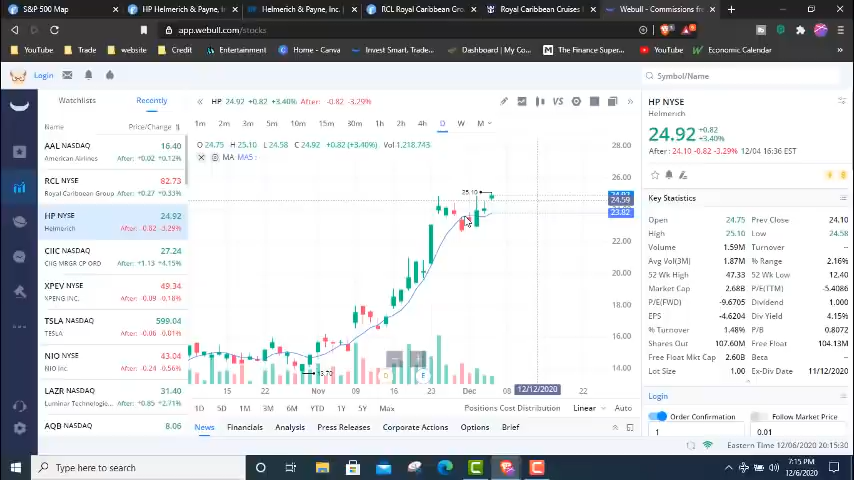 S&P 500 Map
HP Helmerich & Payne, Inc.
Helmerich & Payne, Inc. |
RCL Royal Caribbean Group
Royal Caribbean Cruises
Webull - Commissions fr
app.webull.com/stocks
YouTube
Trade
website
Credit
Entertainment
Home - Canva
Invest Smart, Trad...
Dashboard | My Co...
The Finance Super...
YouTube
Economic Calendar
Login
Symbol/Name
Watchlists
Recently
HP 24.92 +0.82 +3.40% After: -0.82 -3.29%
HP NYSE
Helmerich
24.92
+0.82
+3.40%
After : 24.10 -0.82 -3.29% 12/04 16:36 EST
Name
Price/Change
1m 2m 3m 5m 15m 30m 1h 2h 4h D W M
AAL NASDAQ 16.40
American Airlines After: +0.02 +0.12%
RCL NYSE 82.73
Royal Caribbean Grou After: +0.27 +0.33%
HP NYSE 24.92
Helmerich After: -0.82 -3.29%
CIIC NASDAQ 27.24
CIIG MRGR CP ORD After: +1.13 +4.15%
XPEV NYSE 49.34
XPENG INC. After: -0.09 -0.18%
TSLA NASDAQ 599.04
TESLA After: -0.06 -0.01%
NIO NYSE 43.04
NIO Inc After: -0.24 -0.56%
LAZR NASDAQ 31.40
Luminar Technologie... After: +0.85 +2.71%
AQB NASDAQ 8.06
O 24.75 H 25.10 L 24.58 C 24.92 +0.82 (+3.40%) Vol 1,218,743
MA MA5:
25.10
13.70
28.00
26.00
24.59
23.82
22.00
20.00
18.00
16.00
14.00
15 22 Nov 09 16 23 Dec 08 12/12/2020 22
D E
1D 5D 1M 3M 6M YTD 1Y 5Y Max
Positions Cost Distribution Linear Auto
News Financials Analysis Press Releases Corporate Actions Options Brief
Key Statistics
Open 24.75 Prev Close 24.10
High 25.10 Low 24.58
Volume 1.59M Turnover --
Avg Vol(3M) 1.87M % Range 2.16%
52 Wk High 47.33 52 Wk Low 12.40
Market Cap 2.68B P/E(TTM) -5.4086
P/E(FWD) -9.6705 Dividend 1.000
EPS -4.6204 Div Yield 4.15%
% Turnover 1.48% P/B 0.8072
Shares Out 107.60M Free Float 104.13M
Free Float Mkt Cap 2.60B Beta --
Lot Size 1.00 Ex-Div Date 11/12/2020
Login
Order Confirmation
Follow Market Price
1
0.01
Eastern Time 12/06/2020 20:15:30
Type here to search
7:15 PM
12/6/2020